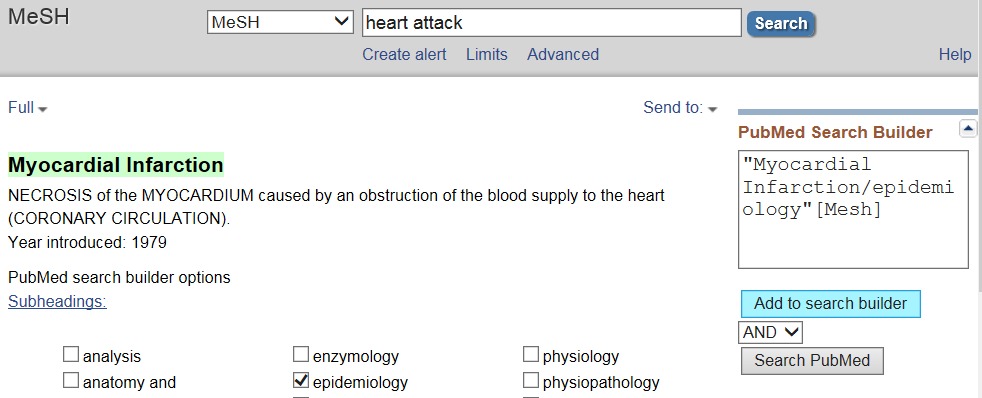 MeSH
MeSH
heart attack
Search
Create alert Limits Advanced
Help
Full
Send to:
Myocardial Infarction
NECROSIS of the MYOCARDIUM caused by an obstruction of the blood supply to the heart
(CORONARY CIRCULATION).
Year introduced: 1979
PubMed search builder options
Subheadings:
analysis enzymology physiology
anatomy and epidemiology physiopathology
PubMed Search Builder
"Myocardial
Infarction/epidemi
ology"[Mesh]
Add to search builder
AND
Search PubMed